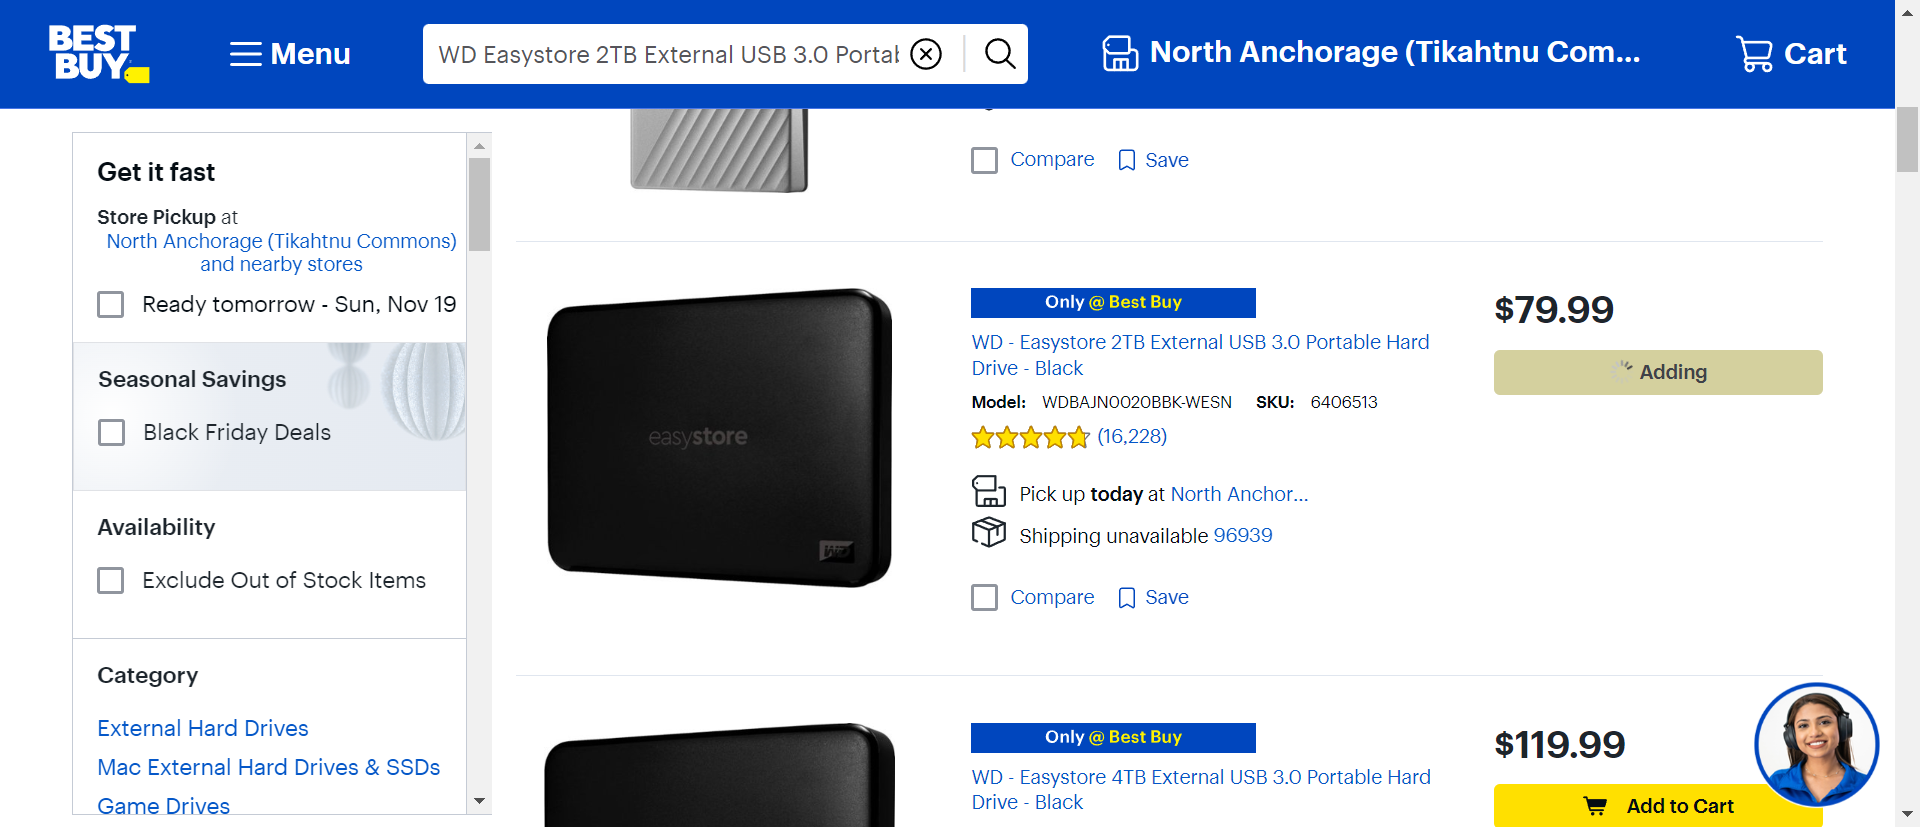 BEST
BUY
Menu
WD Easystore 2TB External USB 3.0 Portal
North Anchorage (Tikahtnu Com...
Cart
Get it fast
Store Pickup at
North Anchorage (Tikahtnu Commons)
and nearby stores
Ready tomorrow - Sun, Nov 19
Seasonal Savings
Black Friday Deals
Availability
Exclude Out of Stock Items
Category
External Hard Drives
Mac External Hard Drives & SSDs
Game Drives
Compare
Save
easystore
WD
Only @ Best Buy
WD - Easystore 2TB External USB 3.0 Portable Hard
Drive - Black
Model: WDBAJN0020BBK-WESN SKU: 6406513
(16,228)
Pick up today at North Anchor...
Shipping unavailable 96939
Compare
Save
$79.99
Adding
Only @ Best Buy
WD - Easystore 4TB External USB 3.0 Portable Hard
Drive - Black
$119.99
Add to Cart